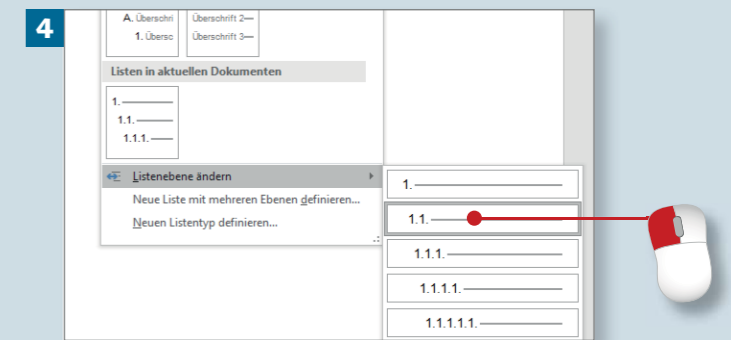 4
A. Überschri
1. Übersc
Überschrift 2
Überschrift 3
Listen in aktuellen Dokumenten
1.
1.1.
1.1.1.
Listenebene ändern
Neue Liste mit mehreren Ebenen definieren...
Neuen Listentyp definieren...
1.
1.1.
1.1.1.
1.1.1.1.
1.1.1.1.1.